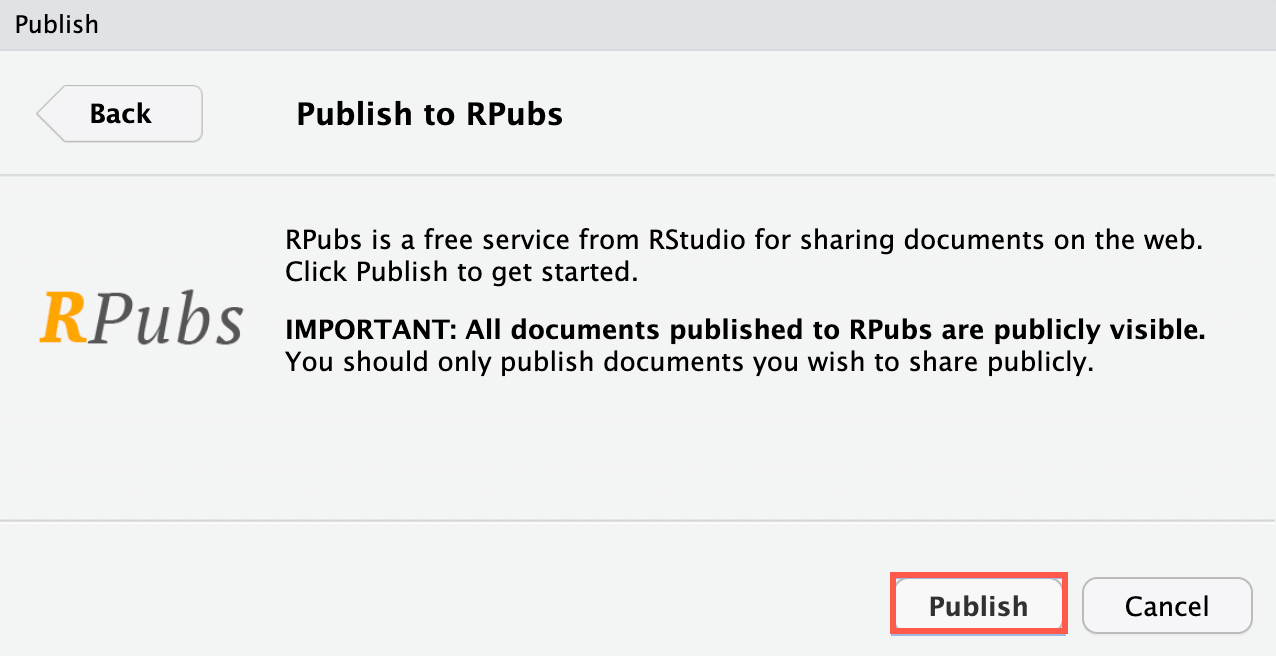 Publish
Back
Publish to RPubs
RPubs is a free service from RStudio for sharing documents on the web.
Click Publish to get started.
RPubs
IMPORTANT: All documents published to RPubs are publicly visible.
You should only publish documents you wish to share publicly.
Publish
Cancel